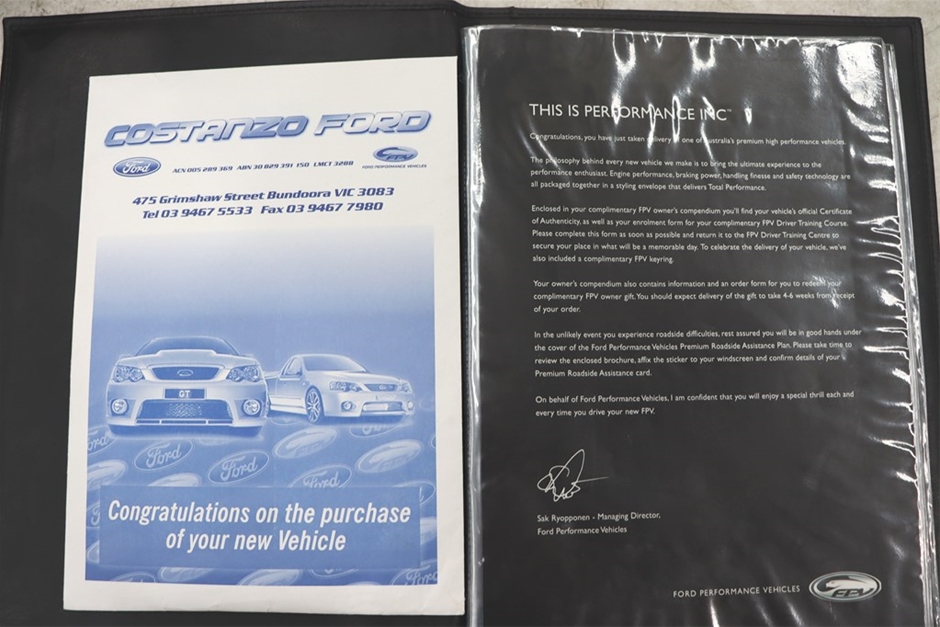 COSTANZO FORD
Ford
ACN 005 289 369 ABN 30 829 391 150 LMCT 3288
FORD PERFORMANCE VEHICLES
475 Grimshaw Street Bundoora VIC 3083
Tel 03 9467 5533 Fax 03 9467 7980
GT
Ford
Ford
Ford
Ford
Congratulations on the purchase
of your new Vehicle
Ford
THIS IS PERFORMANCE INC™
Congratulations, you have just taken delivery of one of Australia's premium high performance vehicles.
The philosophy behind every new vehicle we make is to bring the ultimate experience to the
performance enthusiast. Engine performance, braking power, handling finesse and safety technology are
all packaged together in a styling envelope that delivers Total Performance.
Enclosed in your complimentary FPV owner's compendium you'll find your vehicle's official Certificate
of Authenticity, as well as your enrolment form for your complimentary FPV Driver Training Course.
Please complete this form as soon as possible and return it to the FPV Driver Training Centre to
secure your place in what will be a memorable day. To celebrate the delivery of your vehicle, we've
also included a complimentary FPV keyring.
Your owner's compendium also contains information and an order form for you to redeem your
complimentary FPV owner gift. You should expect delivery of the gift to take 4-6 weeks from receipt
of your order.
In the unlikely event you experience roadside difficulties, rest assured you will be in good hands under
the cover of the Ford Performance Vehicles Premium Roadside Assistance Plan. Please take time to
review the enclosed brochure, affix the sticker to your windscreen and confirm details of your
Premium Roadside Assistance card.
On behalf of Ford Performance Vehicles, I am confident that you will enjoy a special thrill each and
every time you drive your new FPV.
Sak Ryopponen - Managing Director,
Ford Performance Vehicles
FORD PERFORMANCE VEHICLES
FPV